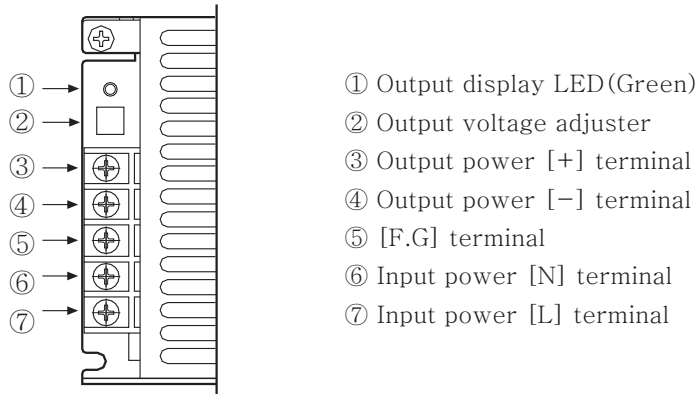 ①
②
③
④
⑤
⑥
⑦
① Output display LED(Green)
② Output voltage adjuster
③ Output power [+] terminal
④ Output power [−] terminal
⑤ [F.G] terminal
⑥ Input power [N] terminal
⑦ Input power [L] terminal